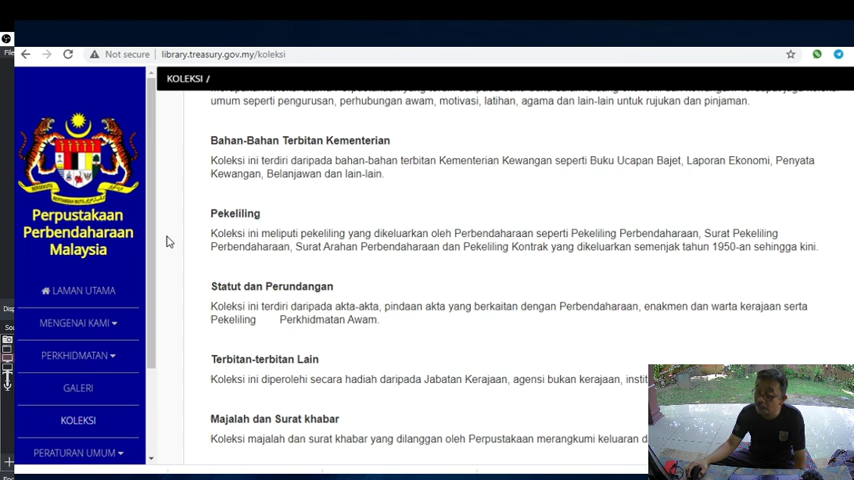 File
Not secure library.treasury.gov.my/koleksi
KOLEKSI /
umum seperti pengurusan, perhubungan awam, motivasi, latihan, agama dan lain-lain untuk rujukan dan pinjaman.
Bahan-Bahan Terbitan Kementerian
Koleksi ini terdiri daripada bahan-bahan terbitan Kementerian Kewangan seperti Buku Ucapan Bajet, Laporan Ekonomi, Penyata
Kewangan, Belanjawan dan lain-lain.
Pekeliling
Koleksi ini meliputi pekeliling yang dikeluarkan oleh Perbendaharaan seperti Pekeliling Perbendaharaan, Surat Pekeliling
Perbendaharaan, Surat Arahan Perbendaharaan dan Pekeliling Kontrak yang dikeluarkan semenjak tahun 1950-an sehingga kini.
Statut dan Perundangan
Koleksi ini terdiri daripada akta-akta, pindaan akta yang berkaitan dengan Perbendaharaan, enakmen dan warta kerajaan serta
Pekeliling Perkhidmatan Awam.
Terbitan-terbitan Lain
Koleksi ini diperolehi secara hadiah daripada Jabatan Kerajaan, agensi bukan kerajaan,
Majalah dan Surat khabar
Koleksi majalah dan surat khabar yang dilanggan oleh Perpustakaan merangkumi keluaran
Perpustakaan
Perbendaharaan
Malaysia
LAMAN UTAMA
MENGENAI KAMI
PERKHIDMATAN
GALERI
KOLEKSI
PERATURAN UMUM